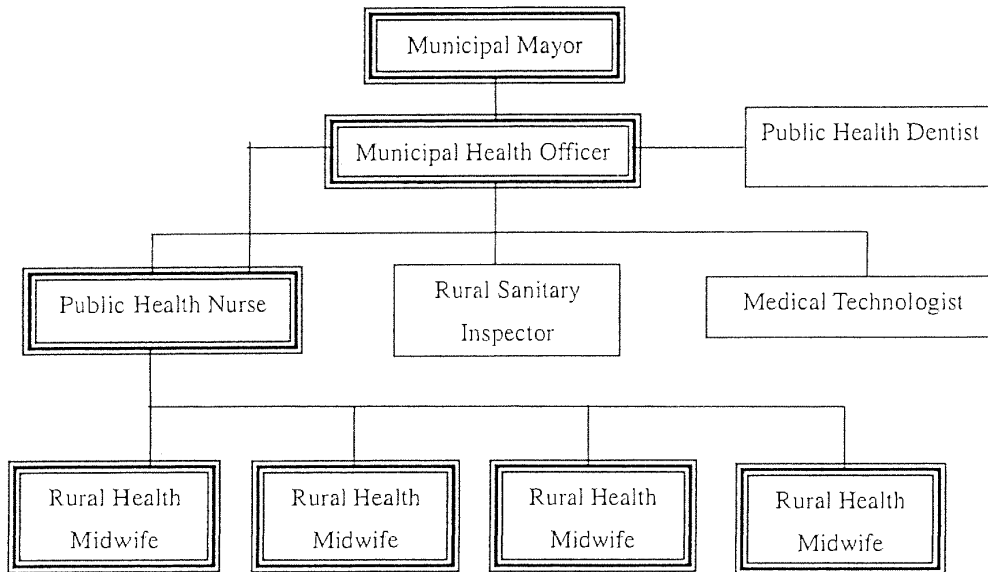 Municipal Mayor
Municipal Health Officer
Public Health Dentist
Public Health Nurse
Rural Sanitary
Inspector
Medical Technologist
Rural Health
Midwife
Rural Health
Midwife
Rural Health
Midwife
Rural Health
Midwife